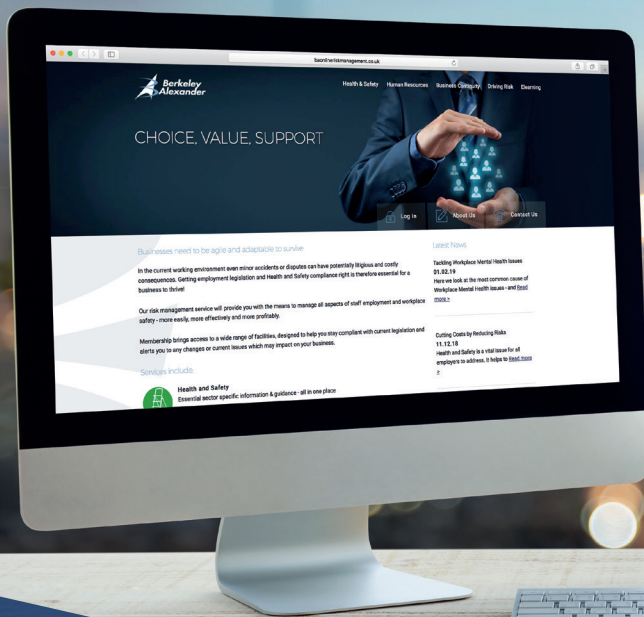 baonlineriskmanagement.co.uk
Berkeley
Alexander
Health & Safety Human Resources Business Continuity Driving Risk Elearning
CHOICE, VALUE, SUPPORT
Log In About Us Contact Us
Businesses need to be agile and adaptable to survive
In the current working environment even minor accidents or disputes can have potentially litigious and costly
consequences. Getting employment legislation and Health and Safety compliance right is therefore essential for a
business to thrive!
Our risk management service will provide you with the means to manage all aspects of staff employment and workplace
safety - more easily, more effectively and more profitably.
Membership brings access to a wide range of facilities, designed to help you stay compliant with current legislation and
alerts you to any changes or current issues which may impact on your business.
Services include:
Health and Safety
Essential sector specific information & guidance - all in one place
Latest News
Tackling Workplace Mental Health Issues
01.02.19
Here we look at the most common cause of
Workplace Mental Health Issues - and Read
more »
Cutting Costs by Reducing Risks
11.12.18
Health and Safety is a vital issue for all
employers to address. It helps to Read more
»